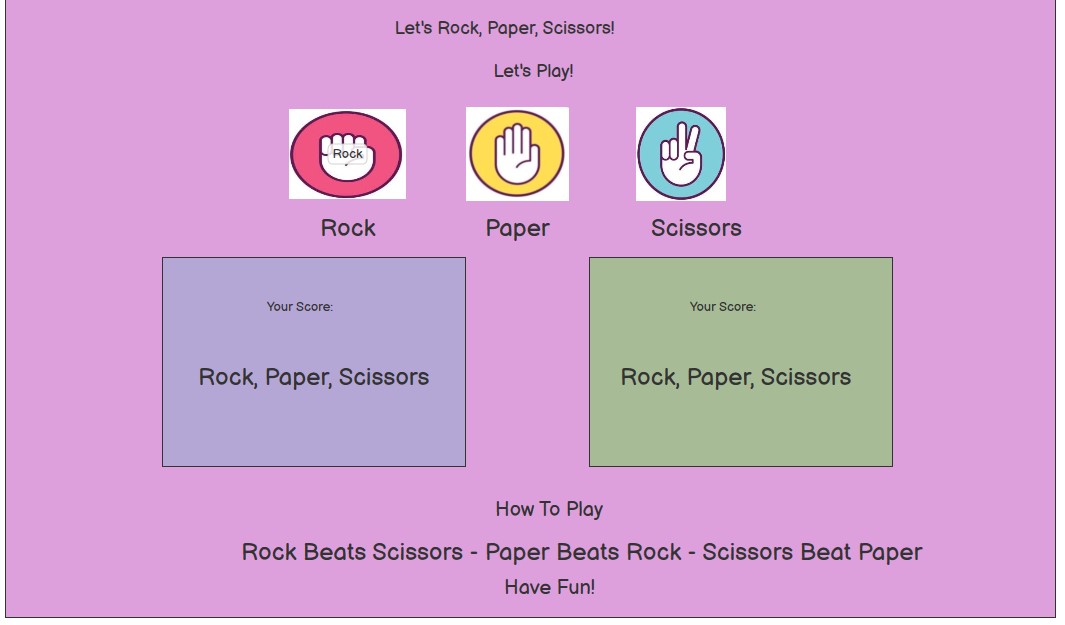 Let's Rock, Paper, Scissors!
Let's Play!
Rock
Rock Paper Scissors
Your Score:
Rock, Paper, Scissors
Your Score:
Rock, Paper, Scissors
How To Play
Rock Beats Scissors - Paper Beats Rock - Scissors Beat Paper
Have Fun!